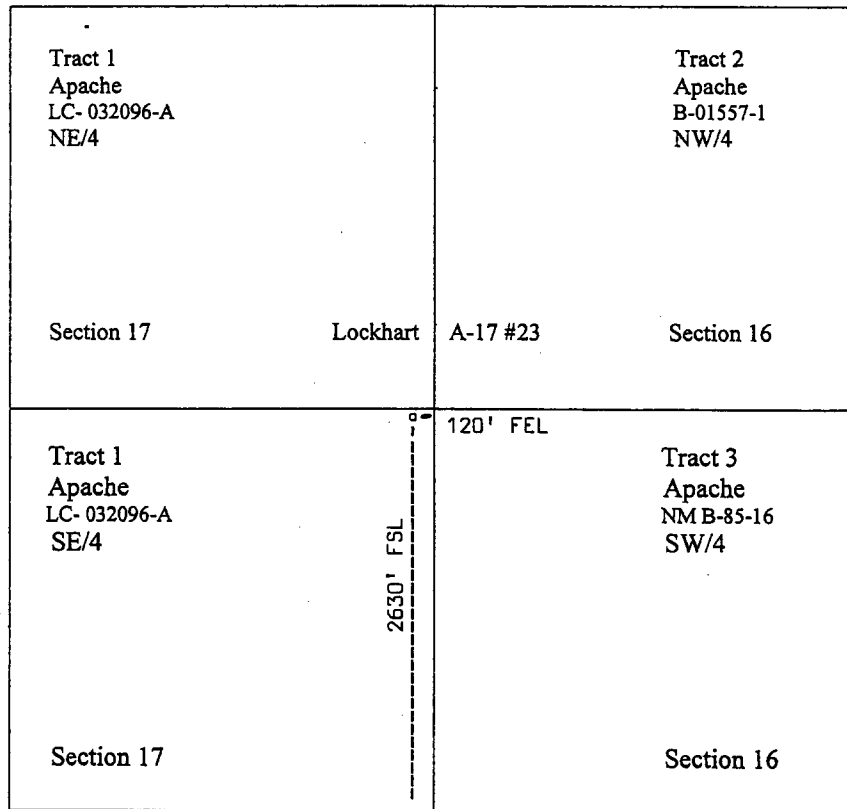 Tract 1
Apache
LC- 032096-A
NE/4
Tract 2
Apache
B-01557-1
NW/4
Section 17
Lockhart
A-17 #23
Section 16
120' FEL
Tract 1
Apache
LC- 032096-A
SE/4
2630' FSL
Tract 3
Apache
NM B-85-16
SW/4
Section 17
Section 16